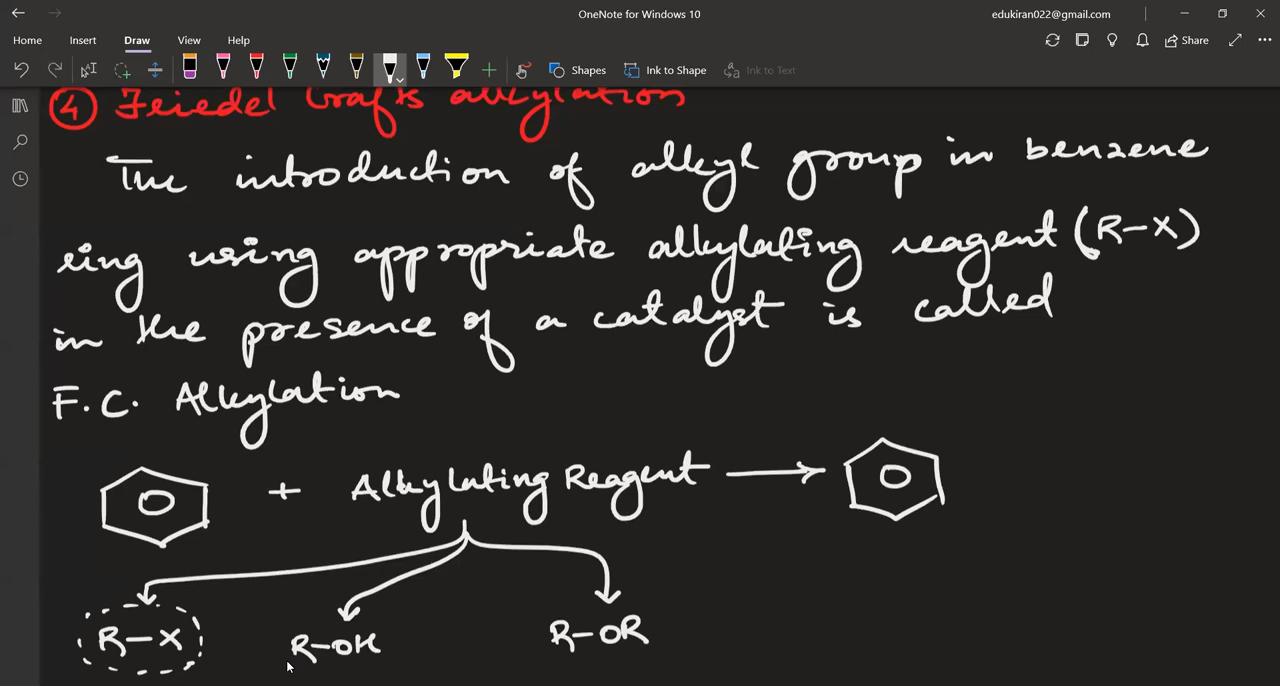 OneNote for Windows 10
edukiran022@gmail.com
Home Insert Draw View Help
Share
Shapes Ink to Shape Ink to Text
④ Friedel Crafts alkylation
The introduction of alkyl group in benzene
ring using appropriate alkylating reagent (R-X)
in the presence of a catalyst is called
F.C. Alkylation
+ Alkylating Reagent →
R-X R-OH R-OR